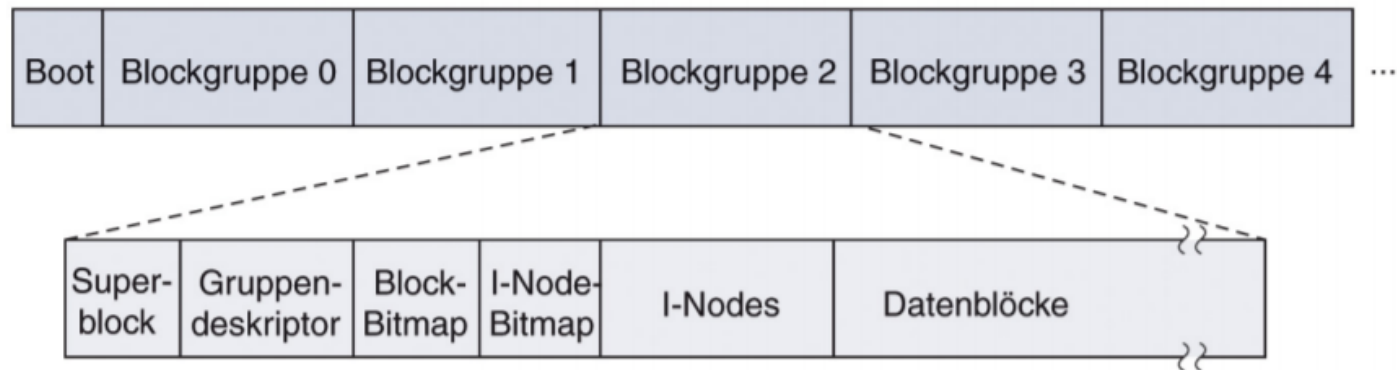 Boot Blockgruppe 0 Blockgruppe 1 Blockgruppe 2 Blockgruppe 3 Blockgruppe 4 ...
Super-
block
Gruppen-
deskriptor
Block-
Bitmap
I-Node-
Bitmap
I-Nodes
Datenblöcke